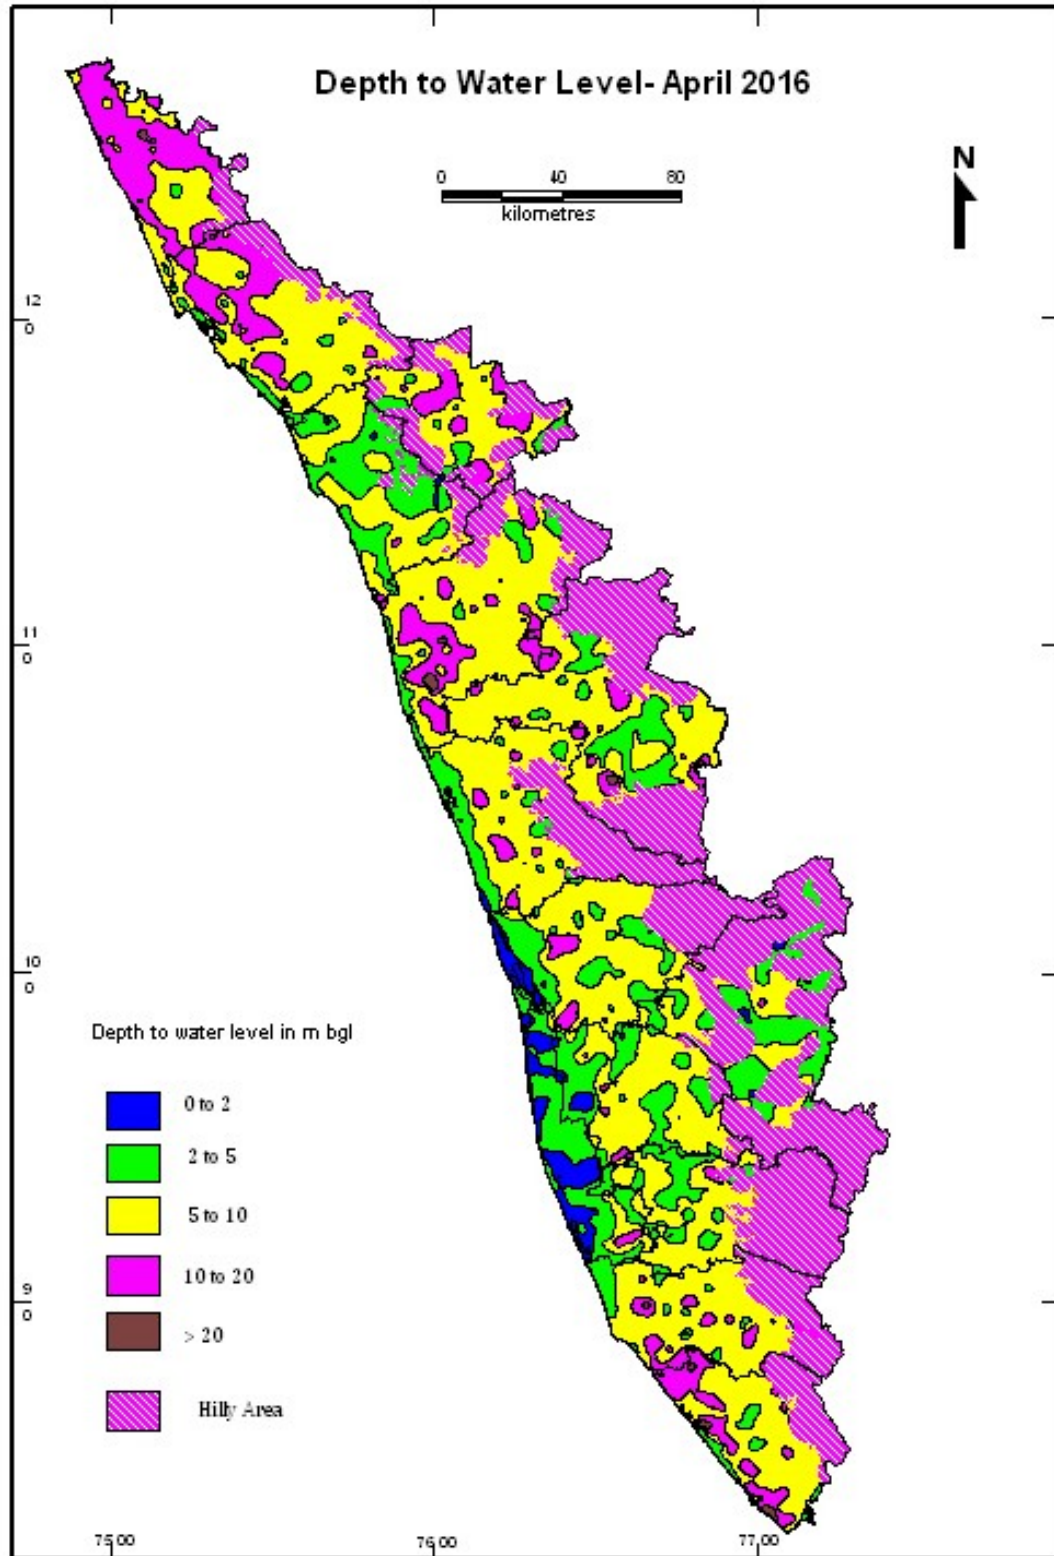 Depth to Water Level- April 2016
N
0 40 80
kilometres
12
0
11
0
10
0
9
0
Depth to water level in m bgl
0 to 2
2 to 5
5 to 10
10 to 20
> 20
Hilly Area
75.00 76.00 77.00